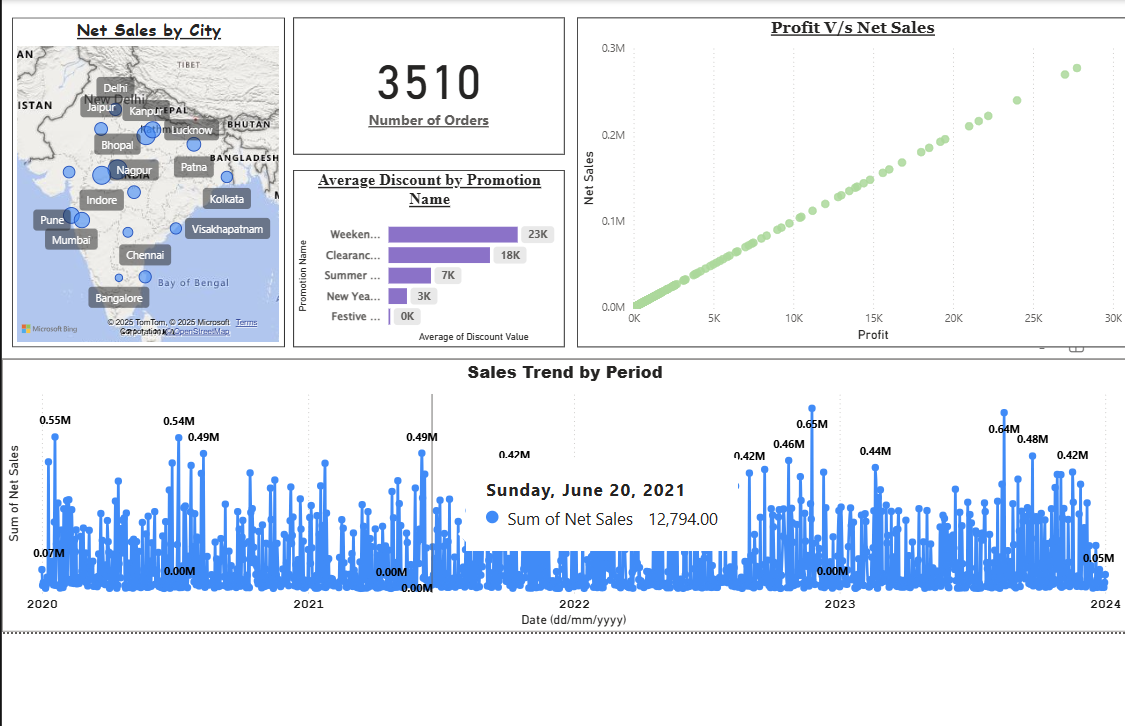 Net Sales by City
AN
TIBET
Delhi
New Delhi
ISTAN
Jaipur
Kanpur
NEPAL
BHUTAN
Lucknow
Bhopal
BANGLADESH
Nagpur
Patna
Indore
Kolkata
Pune
Visakhapatnam
Mumbai
Chennai
Bay of Bengal
Bangalore
Microsoft Bing
© 2025 TomTom, © 2025 Microsoft Corporation, © OpenStreetMap Terms
3510
Number of Orders
Average Discount by Promotion
Name
Promotion Name
Weeken... 23K
Clearanc... 18K
Summer ... 7K
New Yea... 3K
Festive ... 0K
Average of Discount Value
Profit V/s Net Sales
Net Sales
0.3M
0.2M
0.1M
0.0M
0K 5K 10K 15K 20K 25K 30K
Profit
Sales Trend by Period
Sum of Net Sales
0.55M 0.54M 0.49M 0.49M 0.42M 0.42M 0.46M 0.65M 0.44M 0.64M 0.48M 0.42M
Sunday, June 20, 2021
Sum of Net Sales 12,794.00
0.07M 0.00M 0.00M 0.00M 0.00M 0.05M
2020 2021 2022 2023 2024
Date (dd/mm/yyyy)